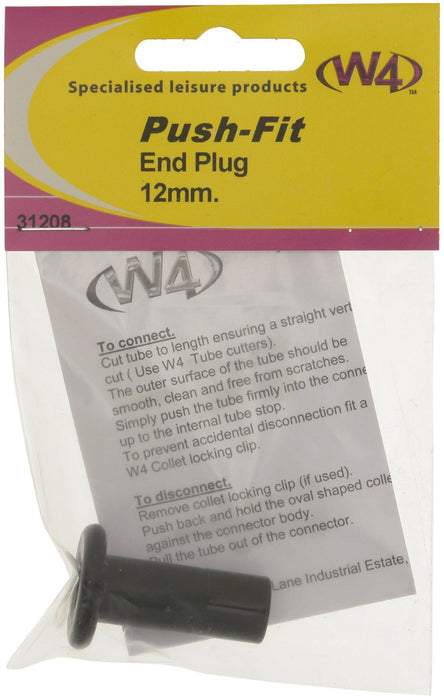 Specialised leisure products
W4
™
Push-Fit
End Plug
12mm.
31208
W4
To connect.
Cut tube to length ensuring a straight vert
cut ( Use W4 Tube cutters).
The outer surface of the tube should be
smooth, clean and free from scratches.
Simply push the tube firmly into the conne
up to the internal tube stop.
To prevent accidental disconnection fit a
W4 Collet locking clip.
To disconnect.
Remove collet locking clip (if used).
Push back and hold the oval shaped colle
against the connector body.
Pull the tube out of the connector.
Lane Industrial Estate,